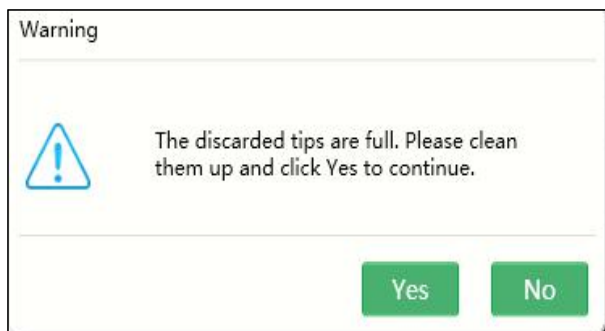 Warning
The discarded tips are full. Please clean
them up and click Yes to continue.
Yes No